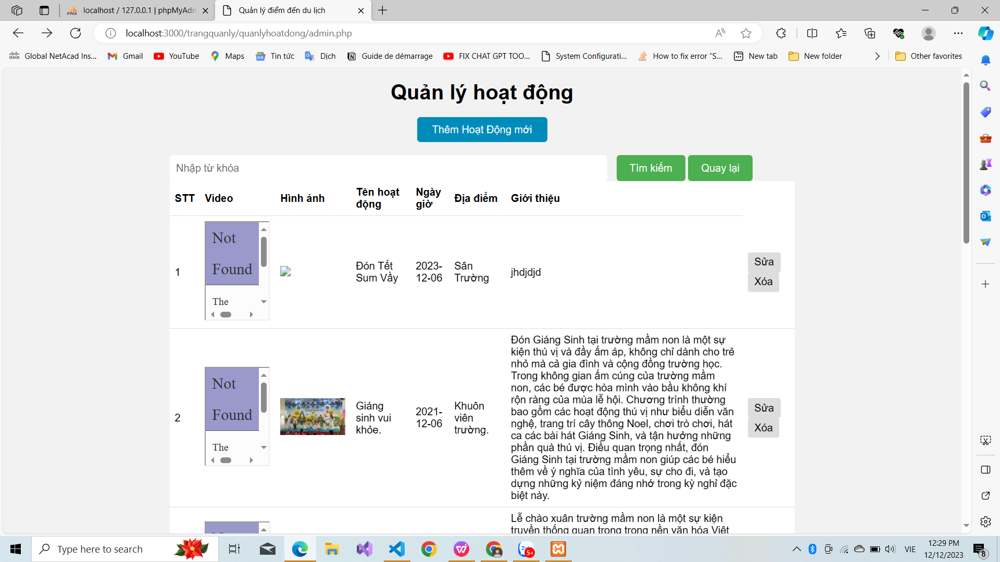 localhost / 127.0.0.1 | phpMyAdm
Quản lý điểm đến du lịch
localhost:3000/trangquanly/quanlyhoatdong/admin.php
Global NetAcad Ins...
Gmail
YouTube
Maps
Tin tức
Dịch
Guide de démarrage
FIX CHAT GPT TOO...
System Configurati...
How to fix error “S...
New tab
New folder
Other favorites
Quản lý hoạt động
Thêm Hoạt Động mới
Nhập từ khóa
Tìm kiếm
Quay lại
STT
Video
Hình ảnh
Tên hoạt
động
Ngày
giờ
Địa điểm
Giới thiệu
1
Not
Found
The
Đón Tết
Sum Vầy
2023-
12-06
Sân
Trường
jhdjdjd
Sửa
Xóa
2
Not
Found
The
Giáng
sinh vui
khỏe.
2021-
12-06
Khuôn
viên
trường.
Đón Giáng Sinh tại trường mầm non là một sự
kiện thú vị và đầy ấm áp, không chỉ dành cho trẻ
nhỏ mà cả gia đình và cộng đồng trường học.
Trong không gian ấm cúng của trường mầm
non, các bé được hòa mình vào bầu không khí
rộn ràng của mùa lễ hội. Chương trình thường
bao gồm các hoạt động thú vị như biểu diễn văn
nghệ, trang trí cây thông Noel, chơi trò chơi, hát
ca các bài hát Giáng Sinh, và tận hưởng những
phần quà thú vị. Điều quan trọng nhất, đón
Giáng Sinh tại trường mầm non giúp các bé hiểu
thêm về ý nghĩa của tình yêu, sự cho đi, và tạo
dựng những kỷ niệm đáng nhớ trong kỳ nghỉ đặc
biệt này.
Sửa
Xóa
Lễ chào xuân trường mầm non là một sự kiện
truyền thống quan trọng trong nền văn hóa Việt
Type here to search
5+
VIE
12:29 PM
12/12/2023
8